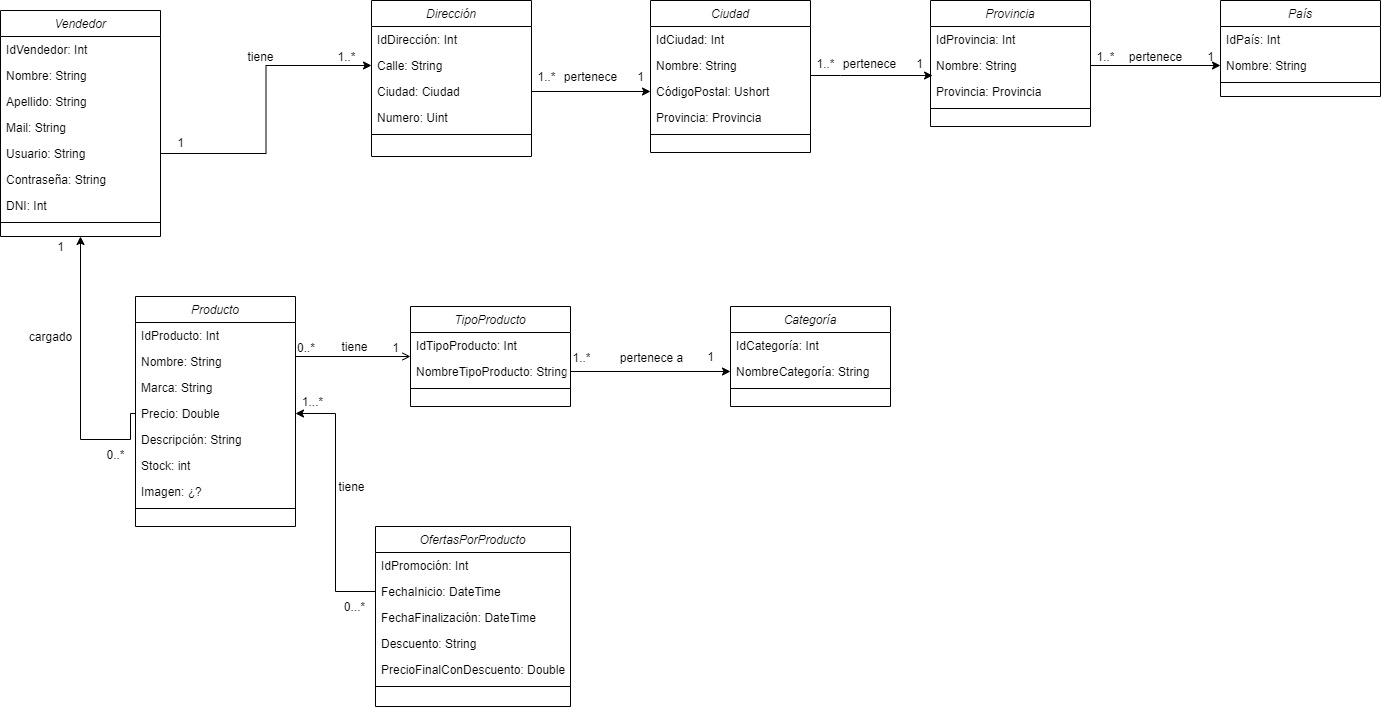 Vendedor
IdVendedor: Int
Nombre: String
Apellido: String
Mail: String
Usuario: String
Contraseña: String
DNI: Int
tiene
1
1..*
Dirección
IdDirección: Int
Calle: String
Ciudad: Ciudad
Numero: Uint
1..* pertenece 1
Ciudad
IdCiudad: Int
Nombre: String
CódigoPostal: Ushort
Provincia: Provincia
1..* pertenece 1
Provincia
IdProvincia: Int
Nombre: String
Provincia: Provincia
1..* pertenece 1
País
IdPaís: Int
Nombre: String
1
cargado
0..*
Producto
IdProducto: Int
Nombre: String
Marca: String
Precio: Double
Descripción: String
Stock: int
Imagen: ¿?
0..* tiene 1
TipoProducto
IdTipoProducto: Int
NombreTipoProducto: String
1..* pertenece a 1
Categoría
IdCategoría: Int
NombreCategoría: String
1...*
tiene
0...*
OfertasPorProducto
IdPromoción: Int
FechaInicio: DateTime
FechaFinalización: DateTime
Descuento: String
PrecioFinalConDescuento: Double